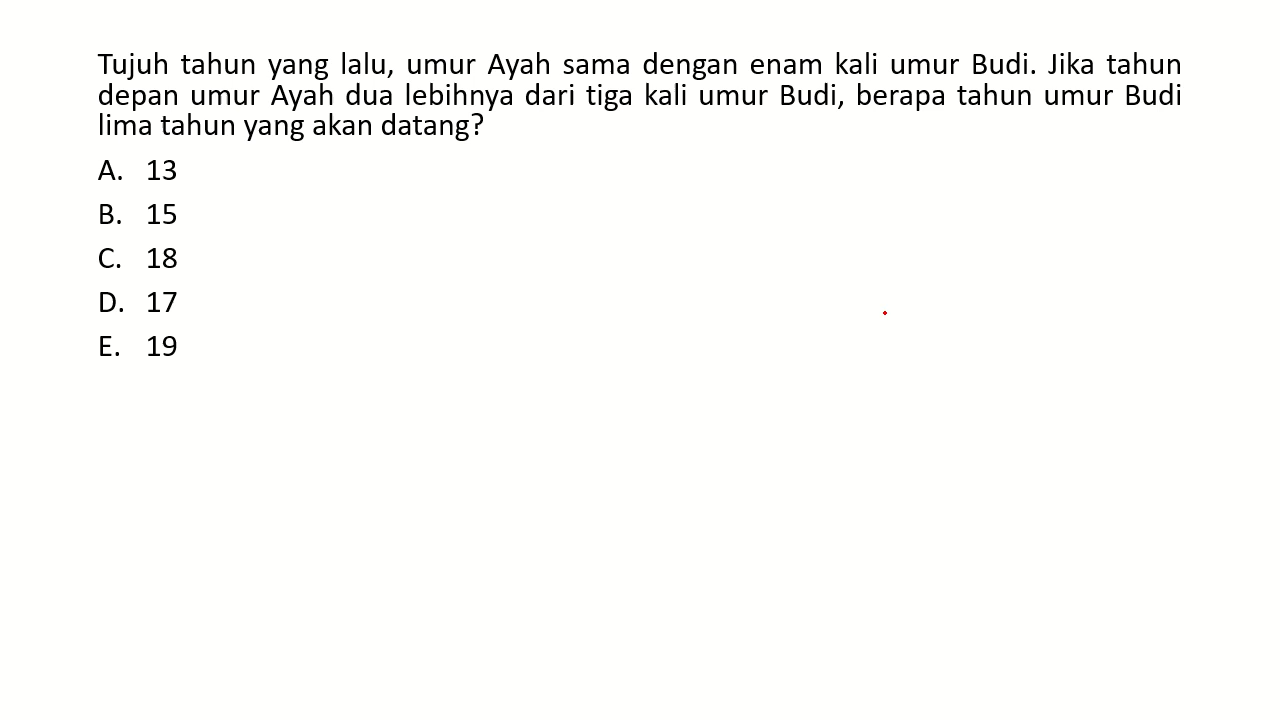 Tujuh tahun yang lalu, umur Ayah sama dengan enam kali umur Budi. Jika tahun
depan umur Ayah dua lebihnya dari tiga kali umur Budi, berapa tahun umur Budi
lima tahun yang akan datang?
A. 13
B. 15
C. 18
D. 17
E. 19